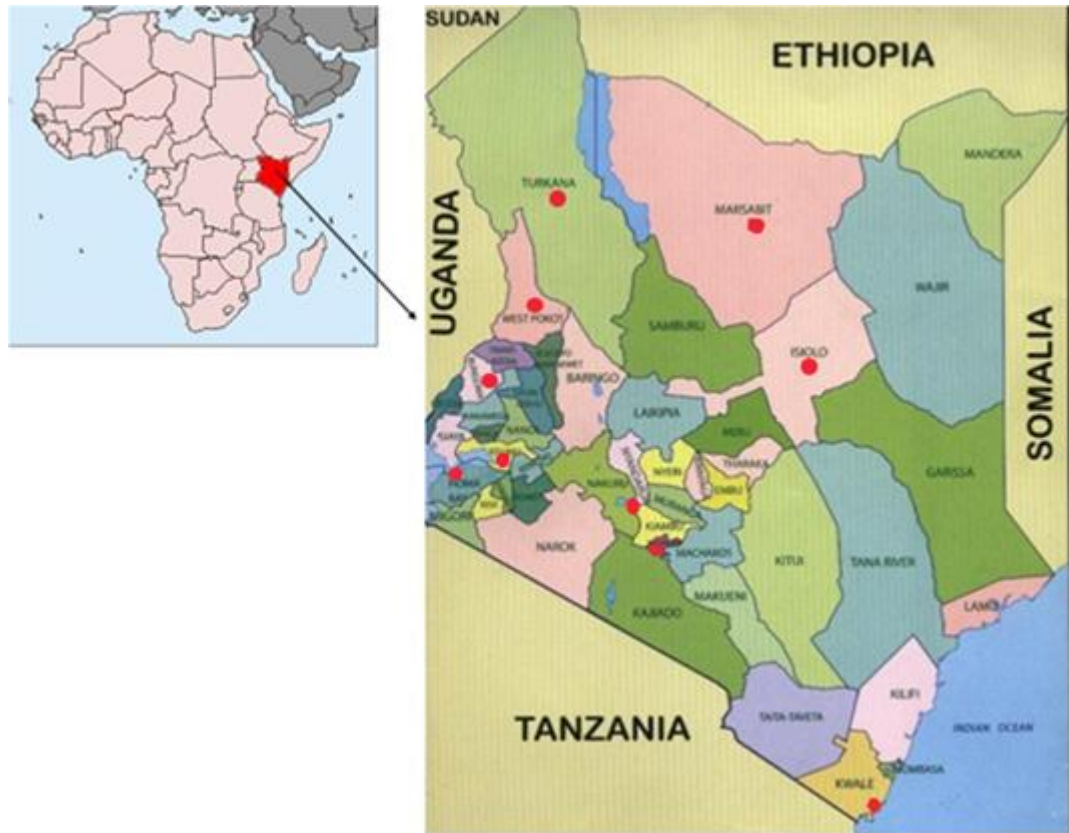 SUDAN
ETHIOPIA
MANDERA
TURKANA
MARSABIT
UGANDA
WAJIR
WEST POKOT
SAMBURU
SOMALIA
ISIOLO
BARINGO
LAIKIPIA
MERU
THARAKA
NYERI
GARISSA
EMBU
NAKURU
KIAMBU
NAROK
MACHAKOS
KITUI
TANA RIVER
MAKUENI
KAJIADO
LAMU
KILIFI
TAITA-TAVETA
TANZANIA
INDIAN OCEAN
MOMBASA
KWALE